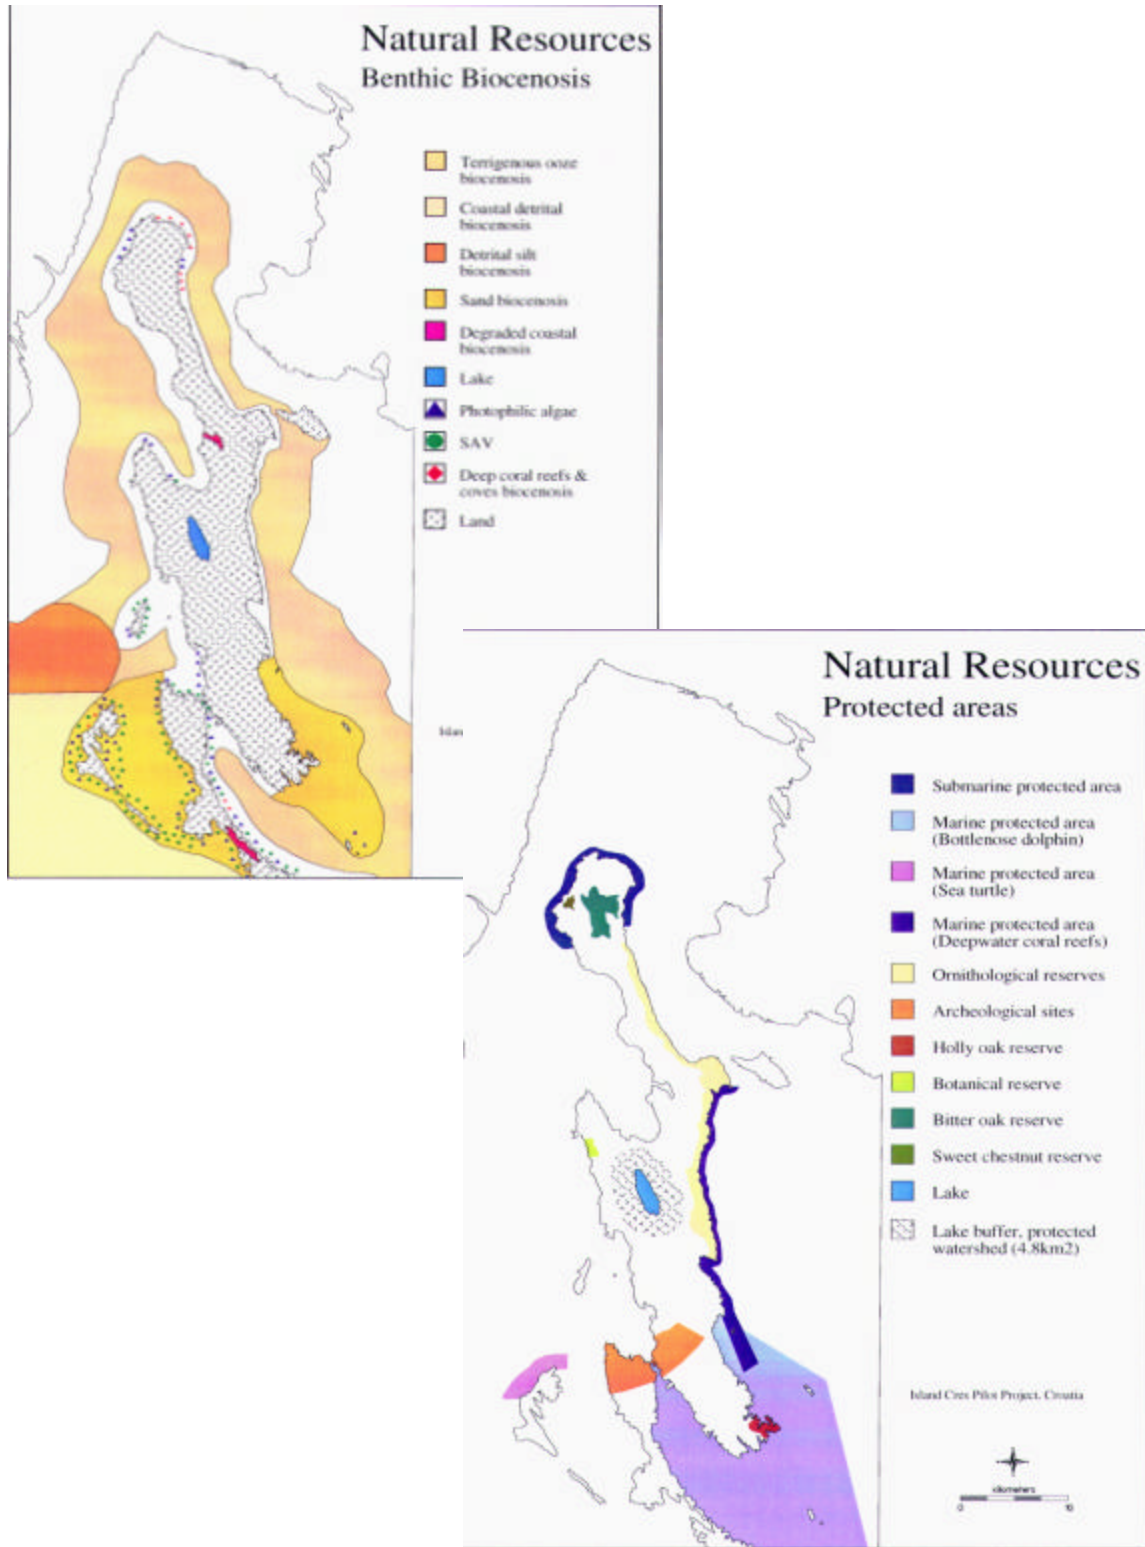 Natural Resources
Benthic Biocenosis
Terrigenous ooze
biocenosis
Coastal detrital
biocenosis
Detrital silt
biocenosis
Sand biocenosis
Degraded coastal
biocenosis
Lake
Photophilic algae
SAV
Deep coral reefs &
coves biocenosis
Land
Natural Resources
Protected areas
Submarine protected area
Marine protected area
(Bottlenose dolphin)
Marine protected area
(Sea turtle)
Marine protected area
(Deepwater coral reefs)
Ornithological reserves
Archeological sites
Holly oak reserve
Botanical reserve
Bitter oak reserve
Sweet chestnut reserve
Lake
Lake buffer, protected
watershed (4.8km2)
Island Cres Pilot Project, Croatia
kilometers
0 10